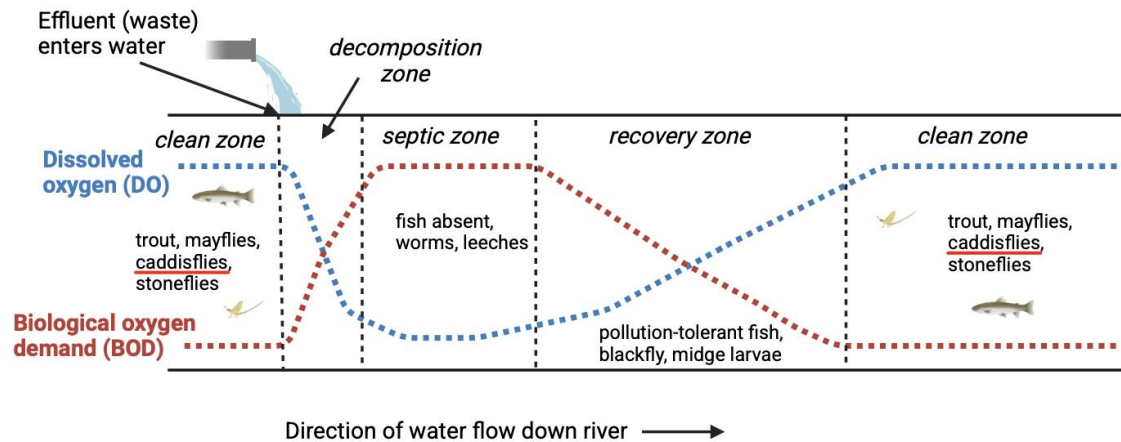 Effluent (waste)
enters water
decomposition
zone
clean zone
septic zone
recovery zone
clean zone
Dissolved
oxygen (DO)
trout, mayflies,
caddisflies,
stoneflies
fish absent,
worms, leeches
trout, mayflies,
caddisflies,
stoneflies
Biological oxygen
demand (BOD)
pollution-tolerant fish,
blackfly, midge larvae
Direction of water flow down river